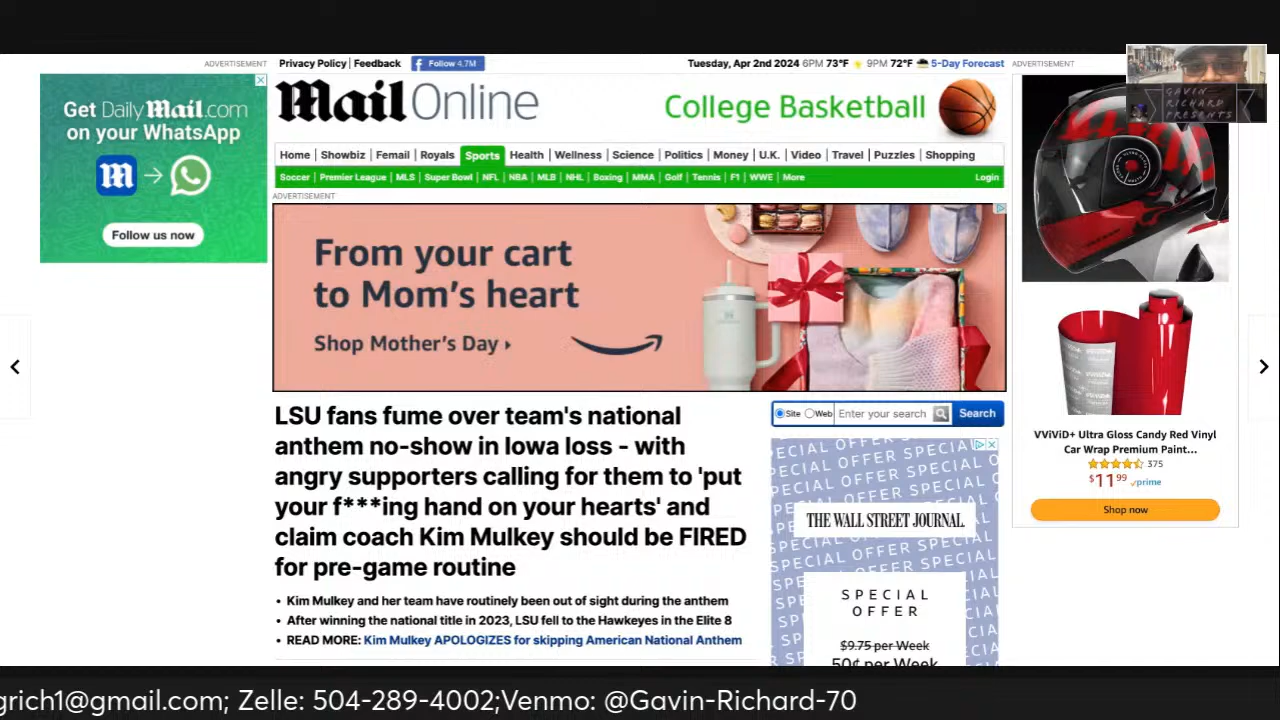 ADVERTISEMENT
Privacy Policy | Feedback
Follow 4.7M
Tuesday, Apr 2nd 2024 6PM 73°F 9PM 72°F 5-Day Forecast
ADVERTISEMENT
Get Daily Mail.com
on your WhatsApp
Follow us now
Mail Online
College Basketball
GAVIN
RICHARD
PRESENTS
Home | Showbiz | Femail | Royals | Sports | Health | Wellness | Science | Politics | Money | U.K. | Video | Travel | Puzzles | Shopping
Soccer | Premier League | MLS | Super Bowl | NFL | NBA | MLB | NHL | Boxing | MMA | Golf | Tennis | F1 | WWE | More Login
ADVERTISEMENT
From your cart
to Mom's heart
Shop Mother's Day
LSU fans fume over team's national
anthem no-show in Iowa loss - with
angry supporters calling for them to 'put
your f***ing hand on your hearts' and
claim coach Kim Mulkey should be FIRED
for pre-game routine
• Kim Mulkey and her team have routinely been out of sight during the anthem
• After winning the national title in 2023, LSU fell to the Hawkeyes in the Elite 8
• READ MORE: Kim Mulkey APOLOGIZES for skipping American National Anthem
Site Web Enter your search Search
SPECIAL OFFER SPECIAL OFFER
THE WALL STREET JOURNAL.
SPECIAL
OFFER
$9.75 per Week
50¢ per Week
VViViD+ Ultra Gloss Candy Red Vinyl
Car Wrap Premium Paint...
375
$11.99 prime
Shop now
grich1@gmail.com; Zelle: 504-289-4002;Venmo: @Gavin-Richard-70